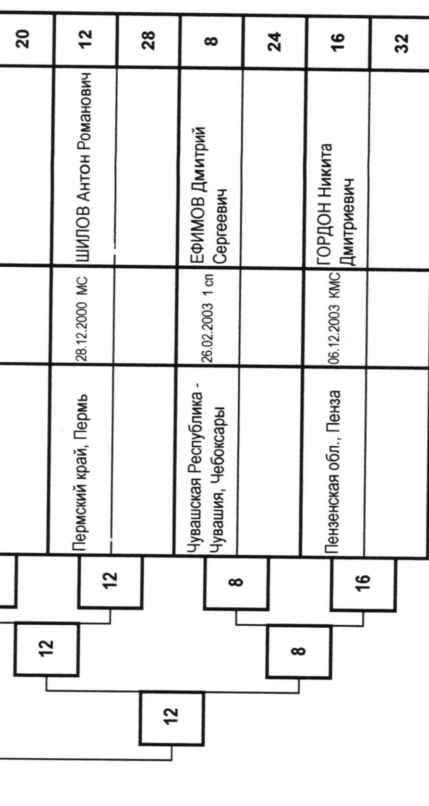 20
12
ШИЛОВ Антон Романович
28.12.2000 МС
Пермский край, Пермь
28
8
ЕФИМОВ Дмитрий
Сергеевич
26.02.2003 1 сп
Чувашская Республика -
Чувашия, Чебоксары
24
16
ГОРДОН Никита
Дмитриевич
06.12.2003 КМС
Пензенская обл., Пенза
32
12
8
16
12
8
12